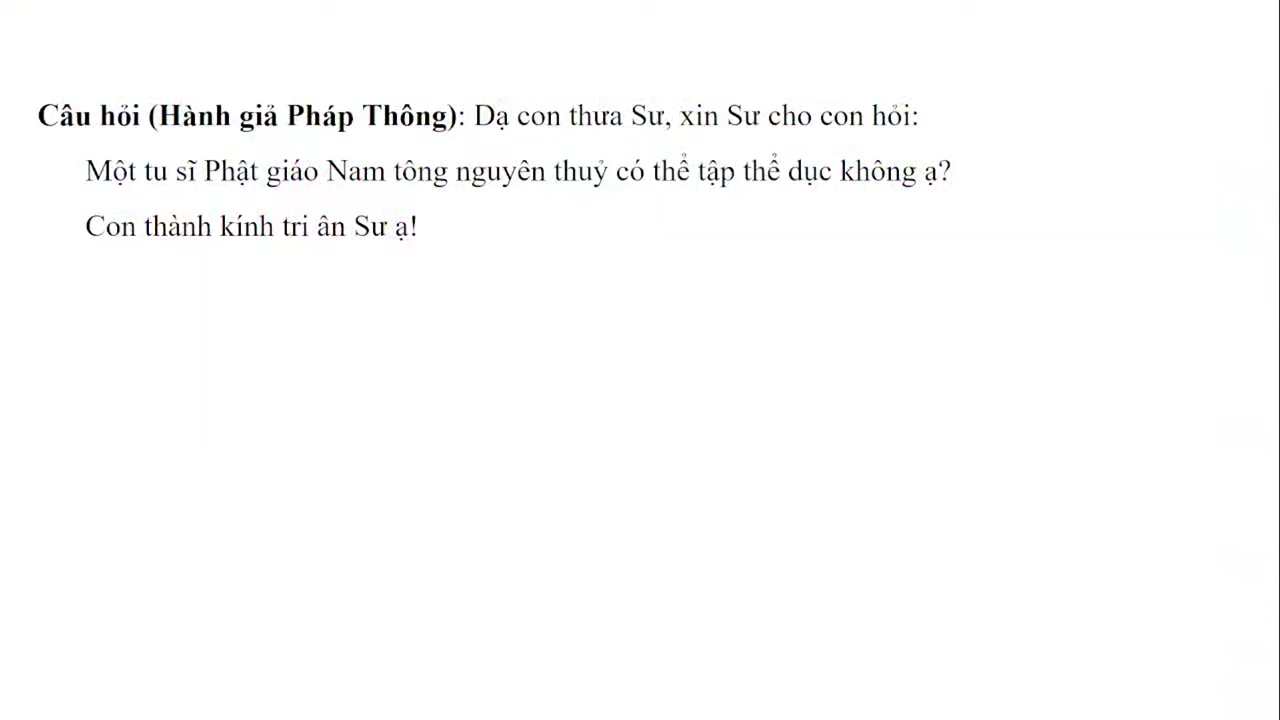 Câu hỏi (Hành giả Pháp Thông): Dạ con thưa Sư, xin Sư cho con hỏi:
Một tu sĩ Phật giáo Nam tông nguyên thuỷ có thể tập thể dục không ạ?
Con thành kính tri ân Sư ạ!